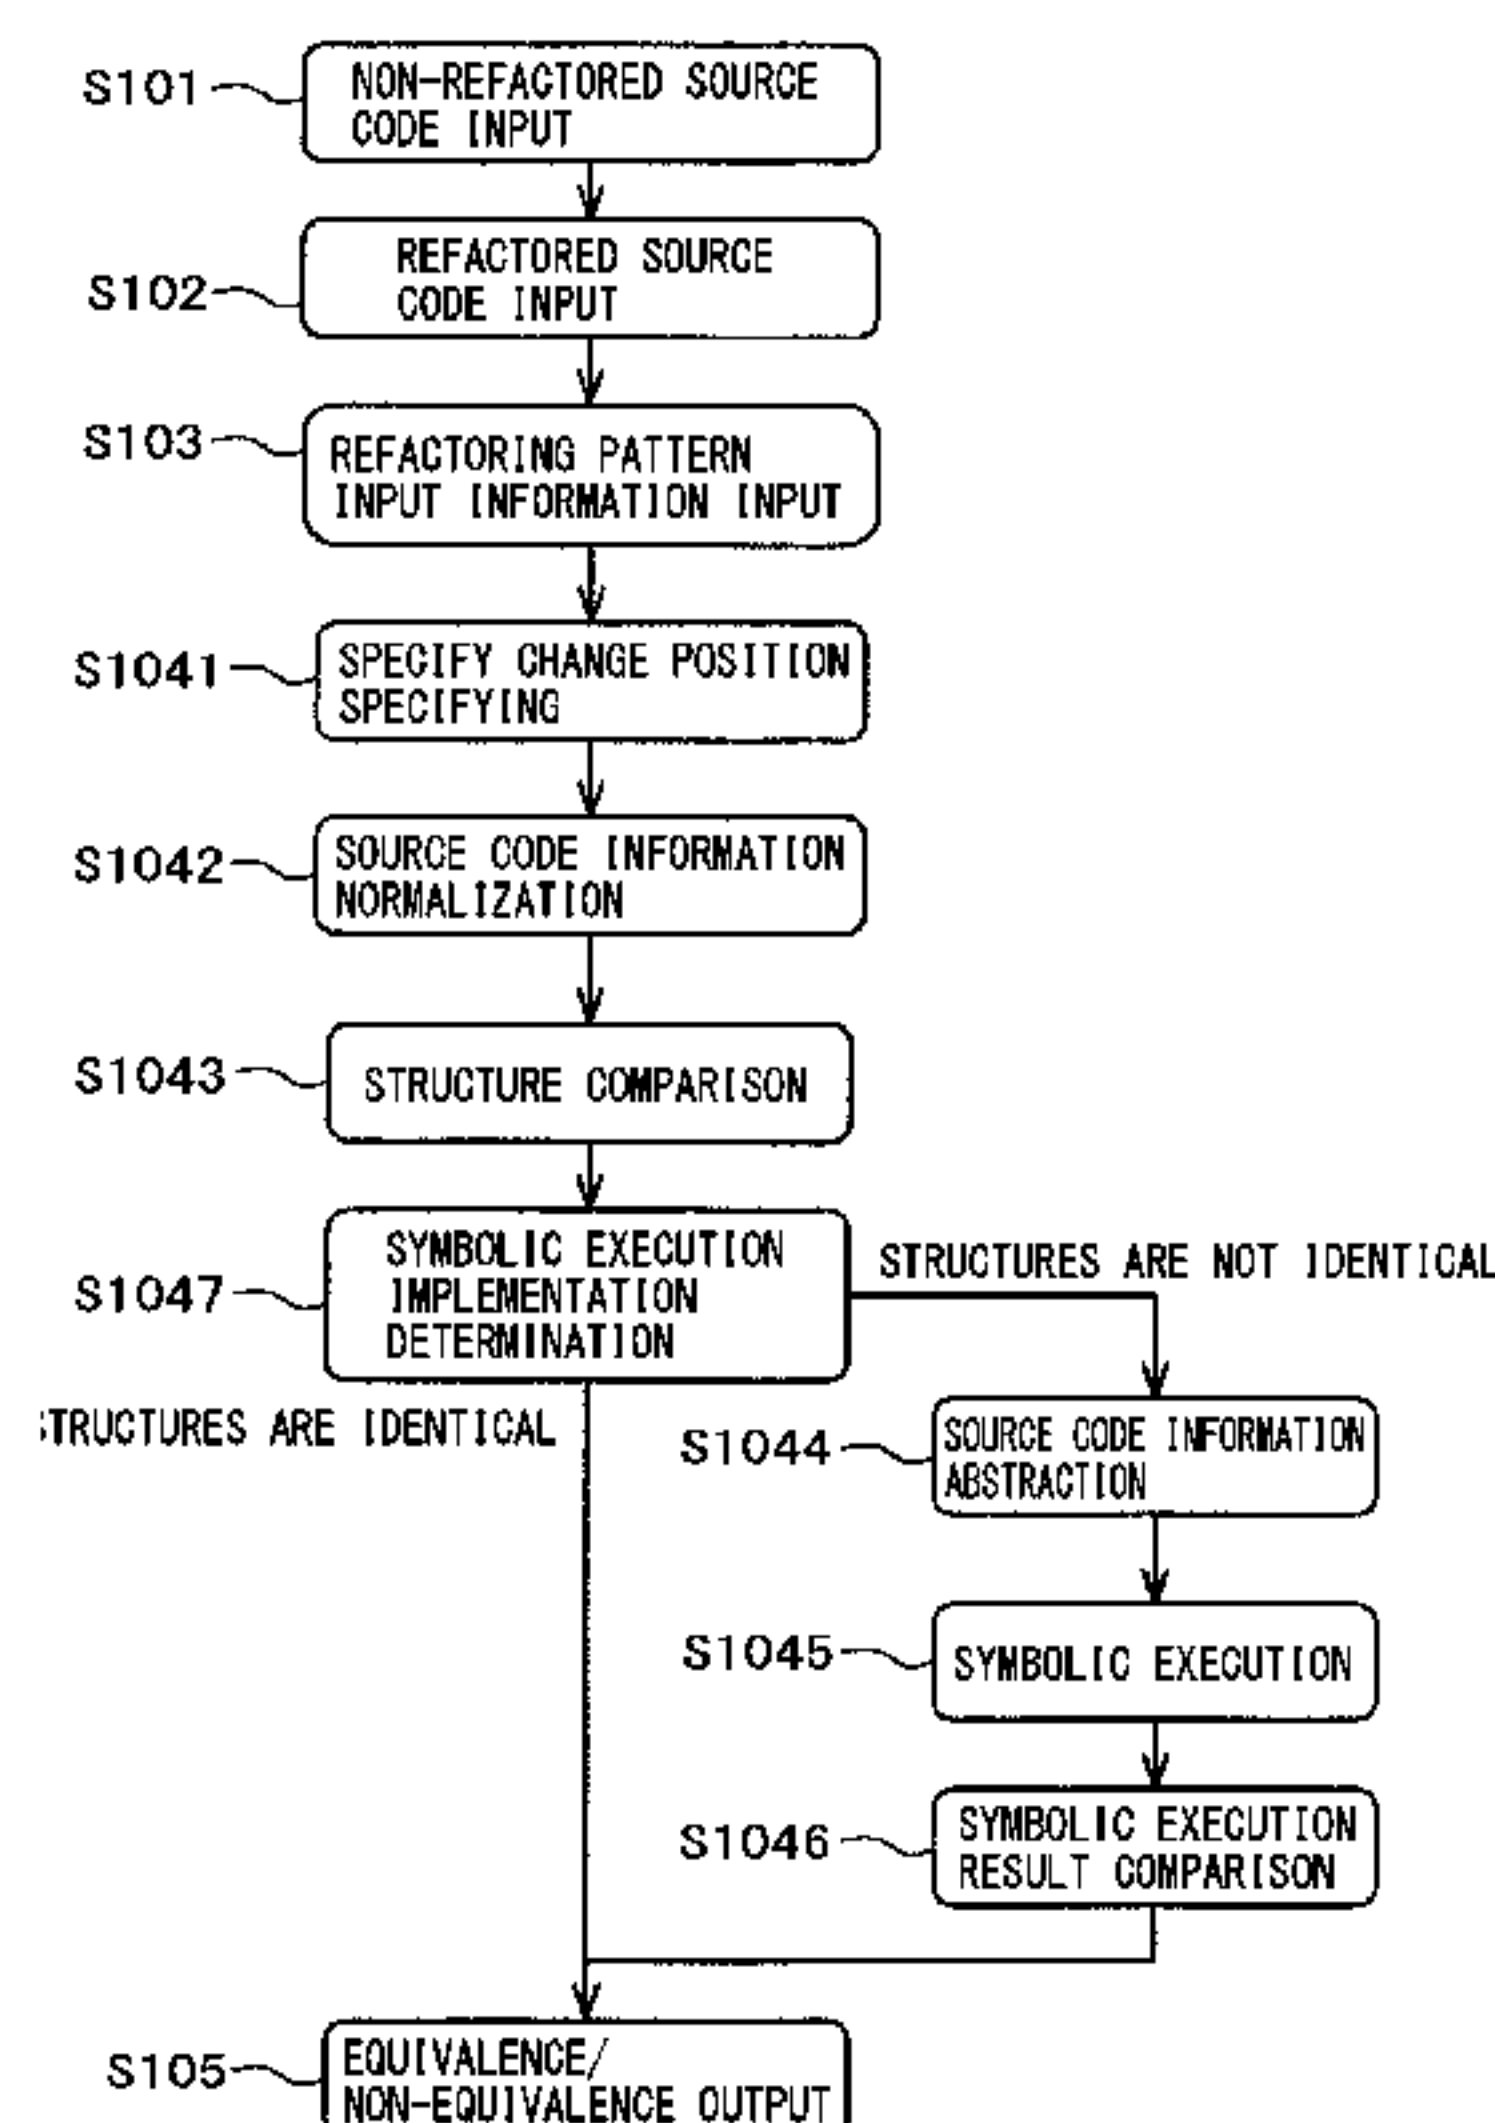 S101
NON-REFACTORED SOURCE
CODE INPUT
S102
REFACTORED SOURCE
CODE INPUT
S103
REFACTORING PATTERN
INPUT INFORMATION INPUT
S1041
SPECIFY CHANGE POSITION
SPECIFYING
S1042
SOURCE CODE INFORMATION
NORMALIZATION
S1043
STRUCTURE COMPARISON
S1047
SYMBOLIC EXECUTION
IMPLEMENTATION
DETERMINATION
STRUCTURES ARE NOT IDENTICAL
STRUCTURES ARE IDENTICAL
S1044
SOURCE CODE INFORMATION
ABSTRACTION
S1045
SYMBOLIC EXECUTION
S1046
SYMBOLIC EXECUTION
RESULT COMPARISON
S105
EQUIVALENCE/
NON-EQUIVALENCE OUTPUT